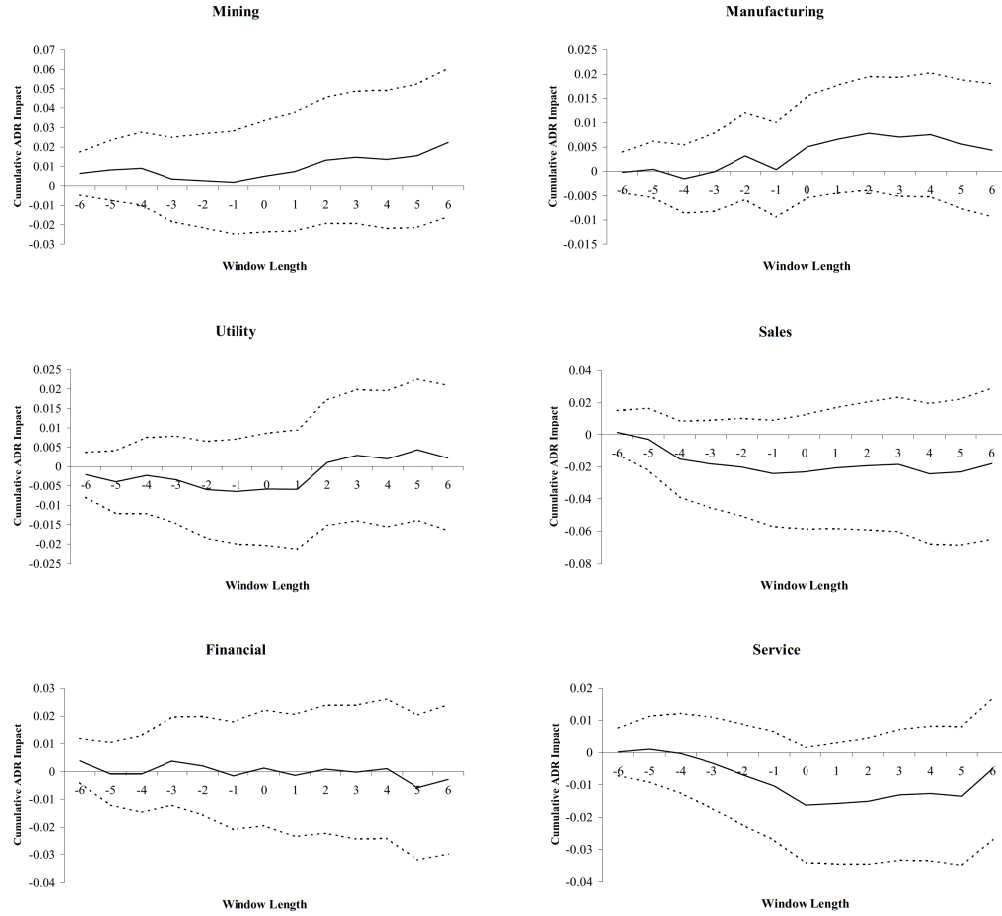 Mining
Cumulative ADR Impact
0.07
0.06
0.05
0.04
0.03
0.02
0.01
0
-0.01
-0.02
-0.03
-6 -5 -4 -3 -2 -1 0 1 2 3 4 5 6
Window Length
Manufacturing
Cumulative ADR Impact
0.025
0.02
0.015
0.01
0.005
0
-0.005
-0.01
-0.015
-6 -5 -4 -3 -2 -1 0 1 2 3 4 5 6
Window Length
Utility
Cumulative ADR Impact
0.025
0.02
0.015
0.01
0.005
0
-0.005
-0.01
-0.015
-0.02
-0.025
-6 -5 -4 -3 -2 -1 0 1 2 3 4 5 6
Window Length
Sales
Cumulative ADR Impact
0.04
0.02
0
-0.02
-0.04
-0.06
-0.08
-6 -5 -4 -3 -2 -1 0 1 2 3 4 5 6
Window Length
Financial
Cumulative ADR Impact
0.03
0.02
0.01
0
-0.01
-0.02
-0.03
-0.04
-6 -5 -4 -3 -2 -1 0 1 2 3 4 5 6
Window Length
Service
Cumulative ADR Impact
0.02
0.01
0
-0.01
-0.02
-0.03
-0.04
-6 -5 -4 -3 -2 -1 0 1 2 3 4 5 6
Window Length